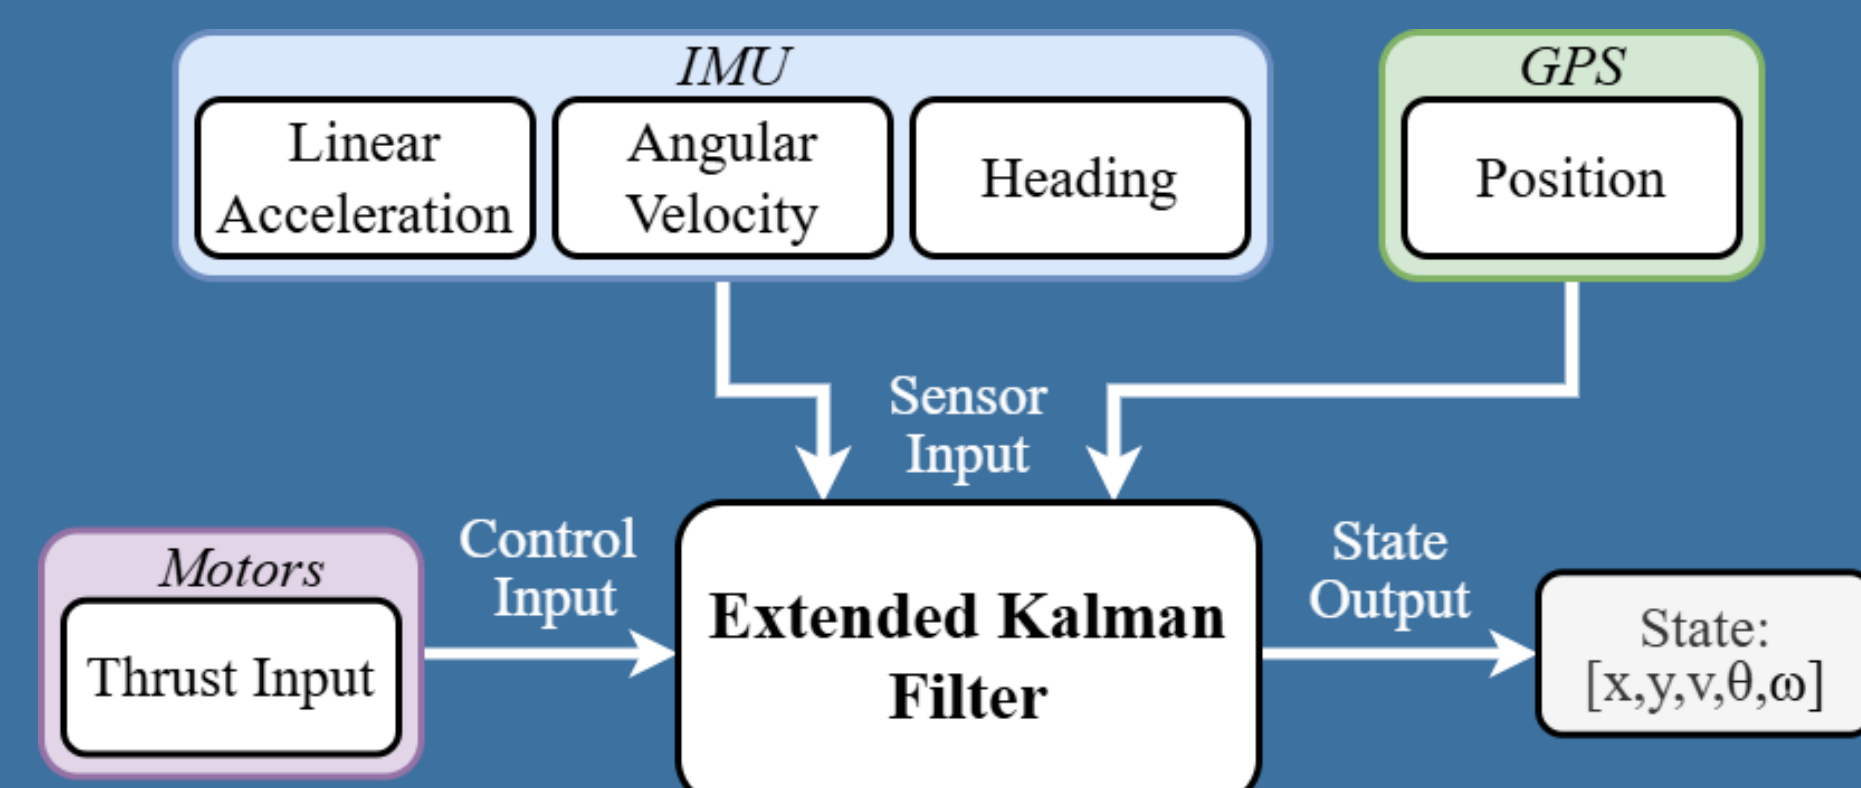 IMU
Linear
Acceleration
Angular
Velocity
Heading
GPS
Position
Sensor
Input
Motors
Thrust Input
Control
Input
Extended Kalman
Filter
State
Output
State:
[x,y,v,θ,ω]